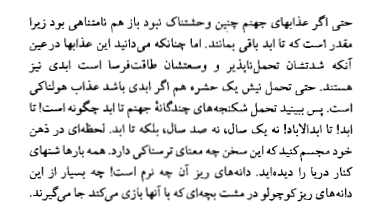 حتی اگر عذابهای جهنم چنین وحشتناک نبود باز هم نامتناهی بود زیرا
مقدر است که تا ابد باقی بمانند. اما چنانکه می‌دانید این عذابها در عین
آنکه شدتشان تحمل‌ناپذیر و وسعتشان طاقت‌فرسا است ابدی نیز
هستند. حتی تحمل نیش یک حشره هم اگر ابدی باشد عذاب هولناکی
است. پس ببینید تحمل شکنجه‌های چندگانهٔ جهنم تا ابد چگونه است! تا
ابد! تا ابدالاباد! نه یک سال، نه صد سال، بلکه تا ابد. لحظه‌ای در ذهن
خود مجسم کنید که این سخن چه معنای ترسناکی دارد. همه بارها شنهای
کنار دریا را دیده‌اید. دانه‌های ریز آن چه نرم است! چه بسیار از این
دانه‌های ریز کوچولو در مشت بچه‌ای که با آنها بازی می‌کند جا می‌گیرند.